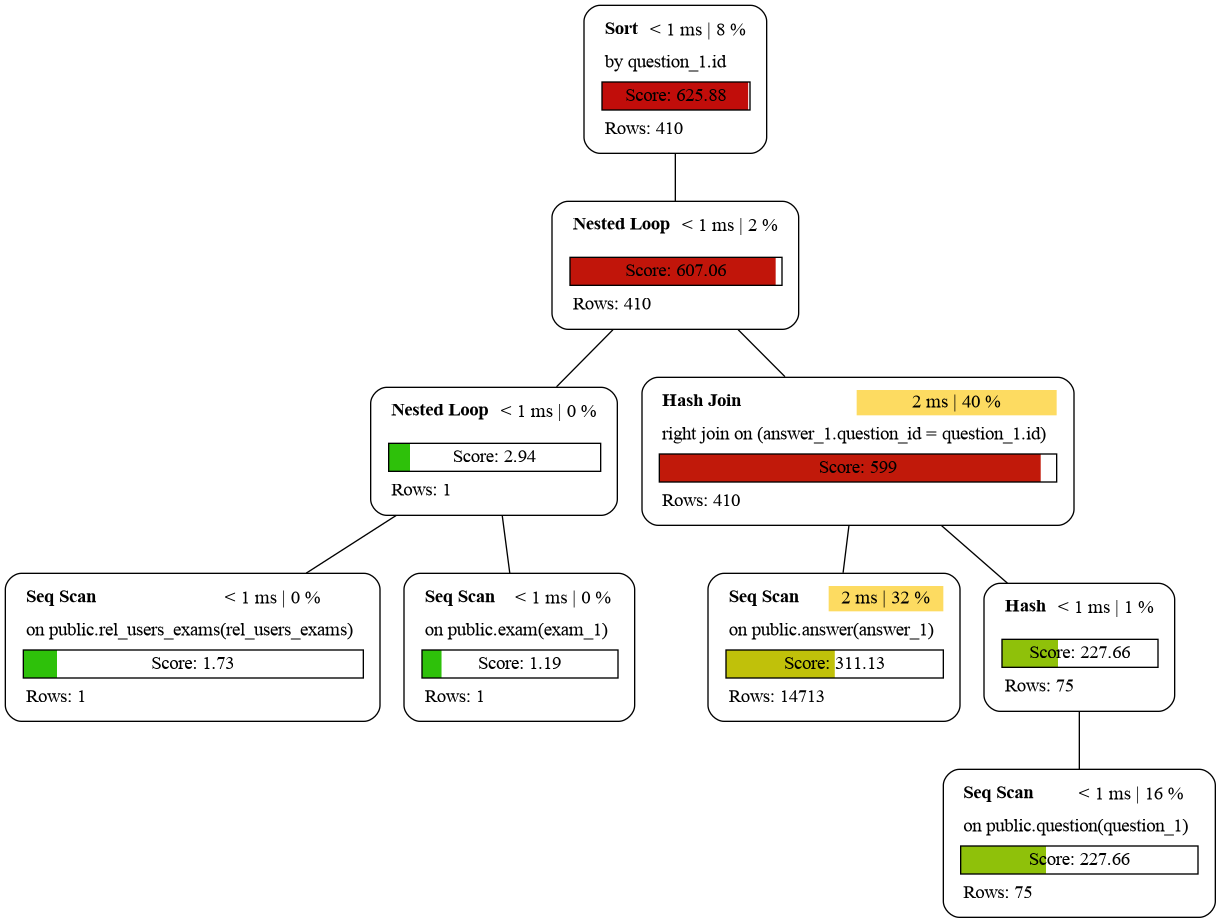 Sort < 1 ms | 8 %
by question_1.id
Score: 625.88
Rows: 410
Nested Loop < 1 ms | 2 %
Score: 607.06
Rows: 410
Nested Loop < 1 ms | 0 %
Score: 2.94
Rows: 1
Hash Join 2 ms | 40 %
right join on (answer_1.question_id = question_1.id)
Score: 599
Rows: 410
Seq Scan < 1 ms | 0 %
on public.rel_users_exams(rel_users_exams)
Score: 1.73
Rows: 1
Seq Scan < 1 ms | 0 %
on public.exam(exam_1)
Score: 1.19
Rows: 1
Seq Scan 2 ms | 32 %
on public.answer(answer_1)
Score: 311.13
Rows: 14713
Hash < 1 ms | 1 %
Score: 227.66
Rows: 75
Seq Scan < 1 ms | 16 %
on public.question(question_1)
Score: 227.66
Rows: 75